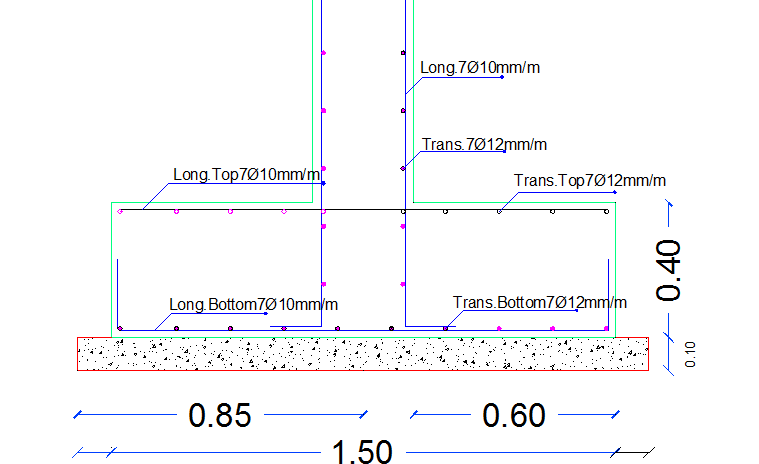 Long.7Ø10mm/m
Trans.7Ø12mm/m
Long.Top7Ø10mm/m
Trans.Top7Ø12mm/m
0.40
Long.Bottom7Ø10mm/m
Trans.Bottom7Ø12mm/m
0.10
0.85
0.60
1.50